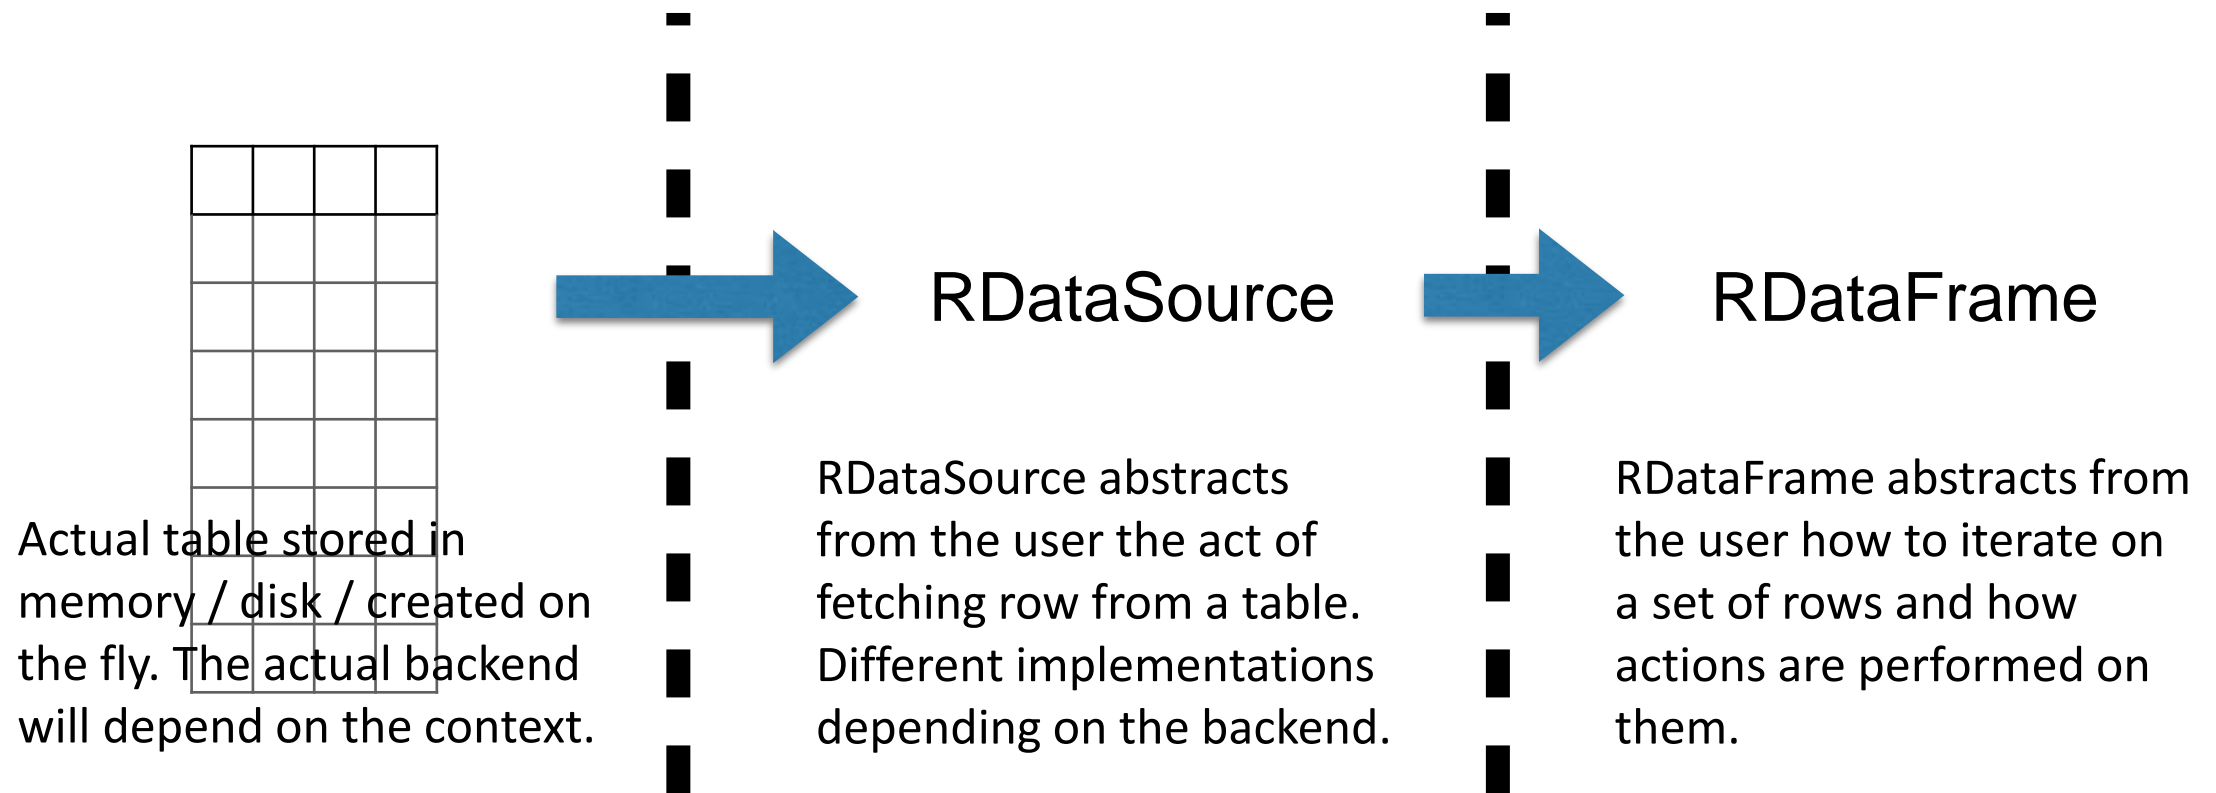 RDataSource
RDataFrame
Actual table stored in
memory / disk / created on
the fly. The actual backend
will depend on the context.
RDataSource abstracts
from the user the act of
fetching row from a table.
Different implementations
depending on the backend.
RDataFrame abstracts from
the user how to iterate on
a set of rows and how
actions are performed on
them.